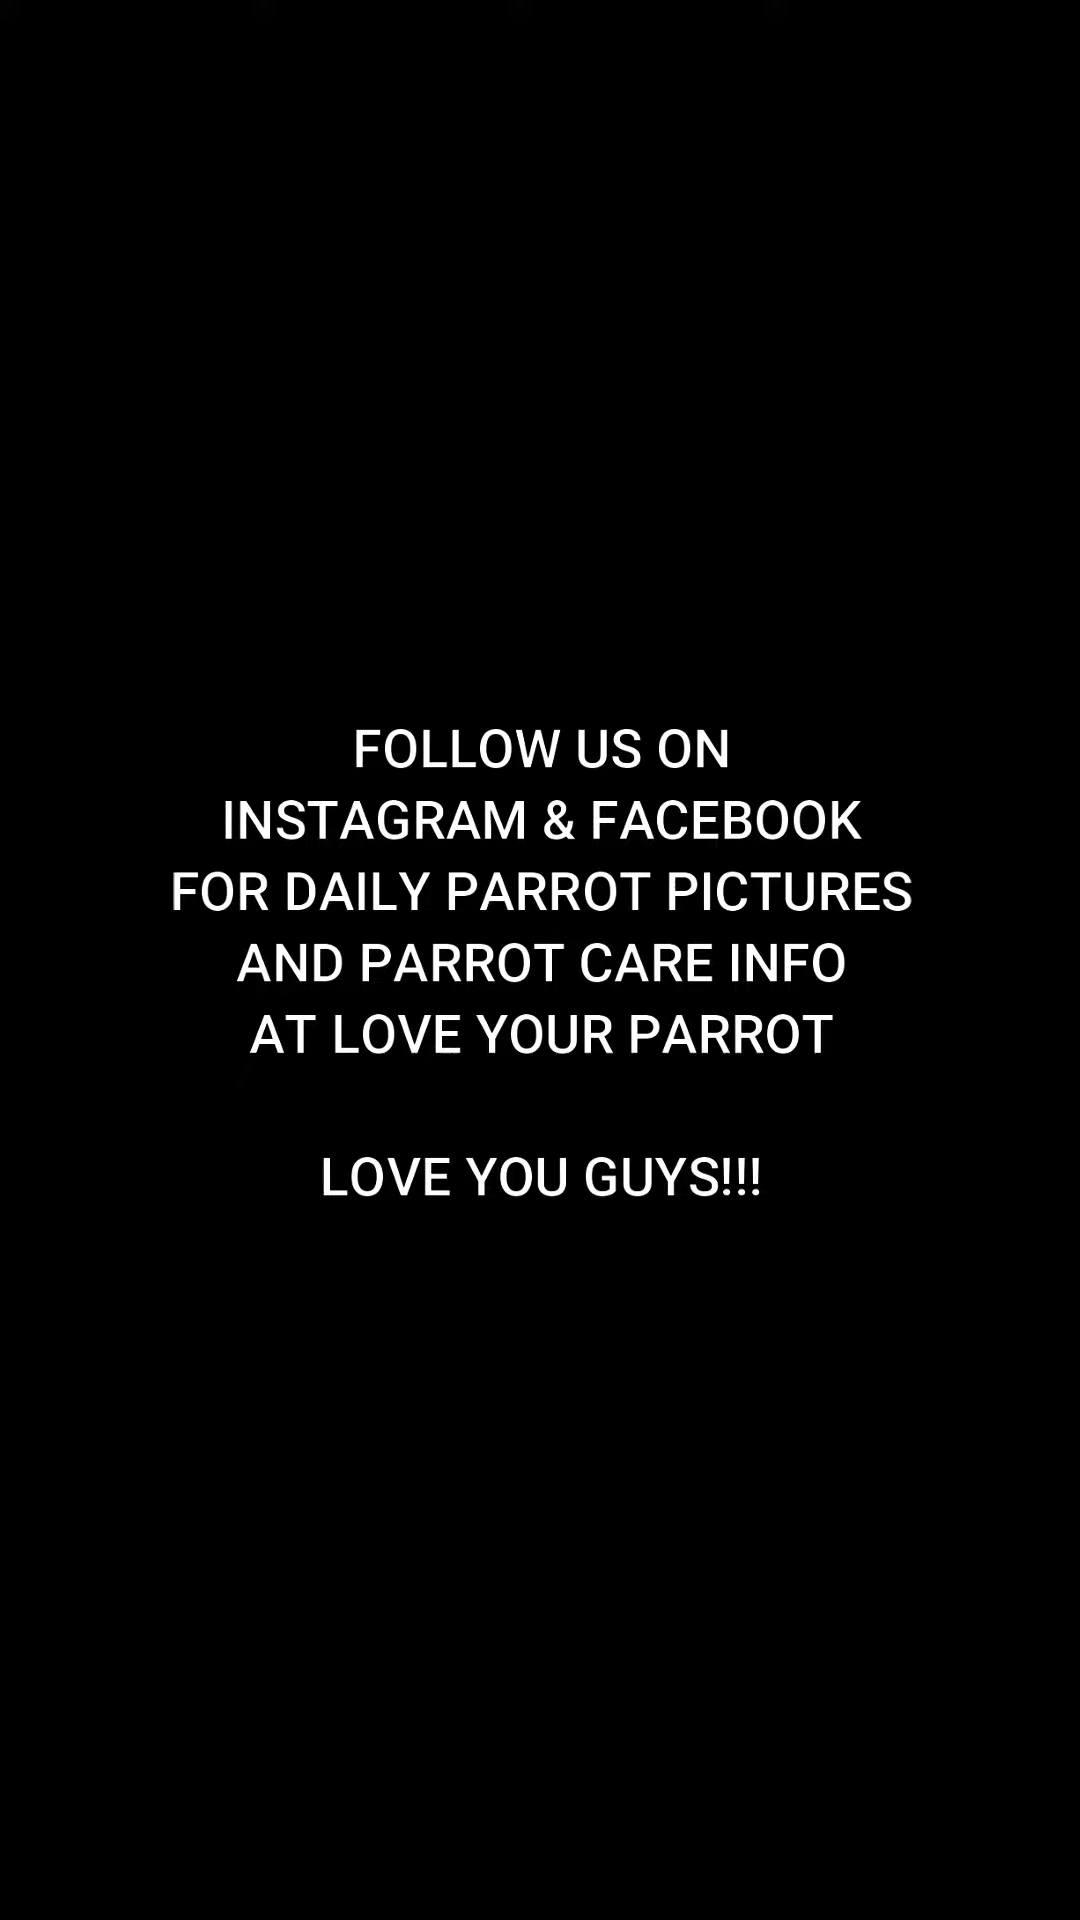 FOLLOW US ON
INSTAGRAM & FACEBOOK
FOR DAILY PARROT PICTURES
AND PARROT CARE INFO
AT LOVE YOUR PARROT
LOVE YOU GUYS!!!